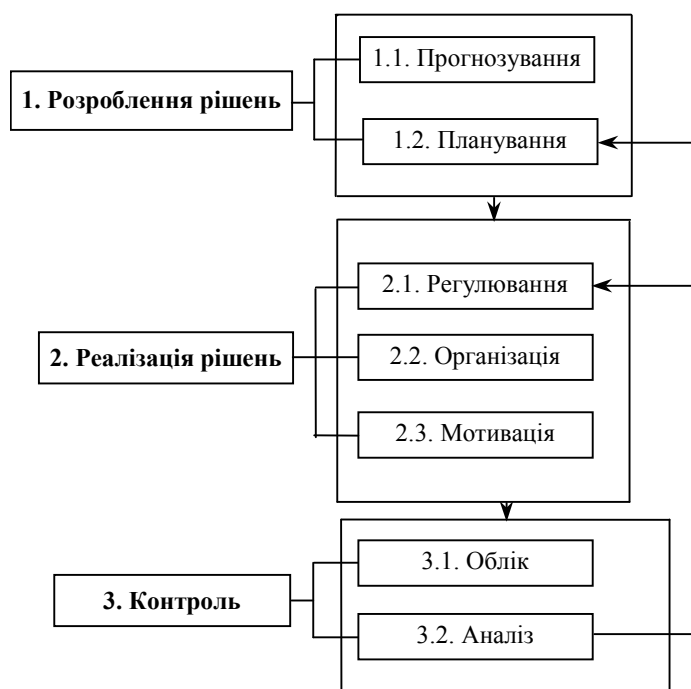 1.1. Прогнозування
1. Розроблення рішень
1.2. Планування
2.1. Регулювання
2. Реалізація рішень
2.2. Організація
2.3. Мотивація
3.1. Облік
3. Контроль
3.2. Аналіз